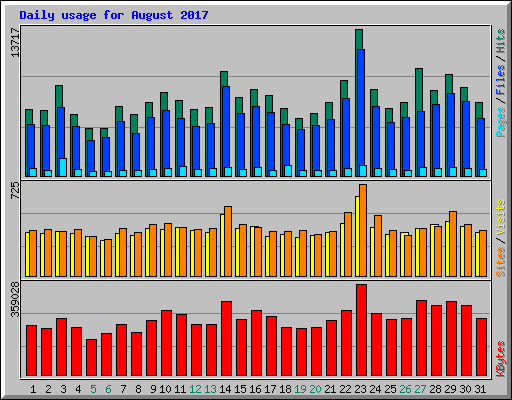 Daily usage for August 2017
13717
Pages / Files / Hits
725
Sites / Visits
359028
KBytes
1 2 3 4 5 6 7 8 9 10 11 12 13 14 15 16 17 18 19 20 21 22 23 24 25 26 27 28 29 30 31